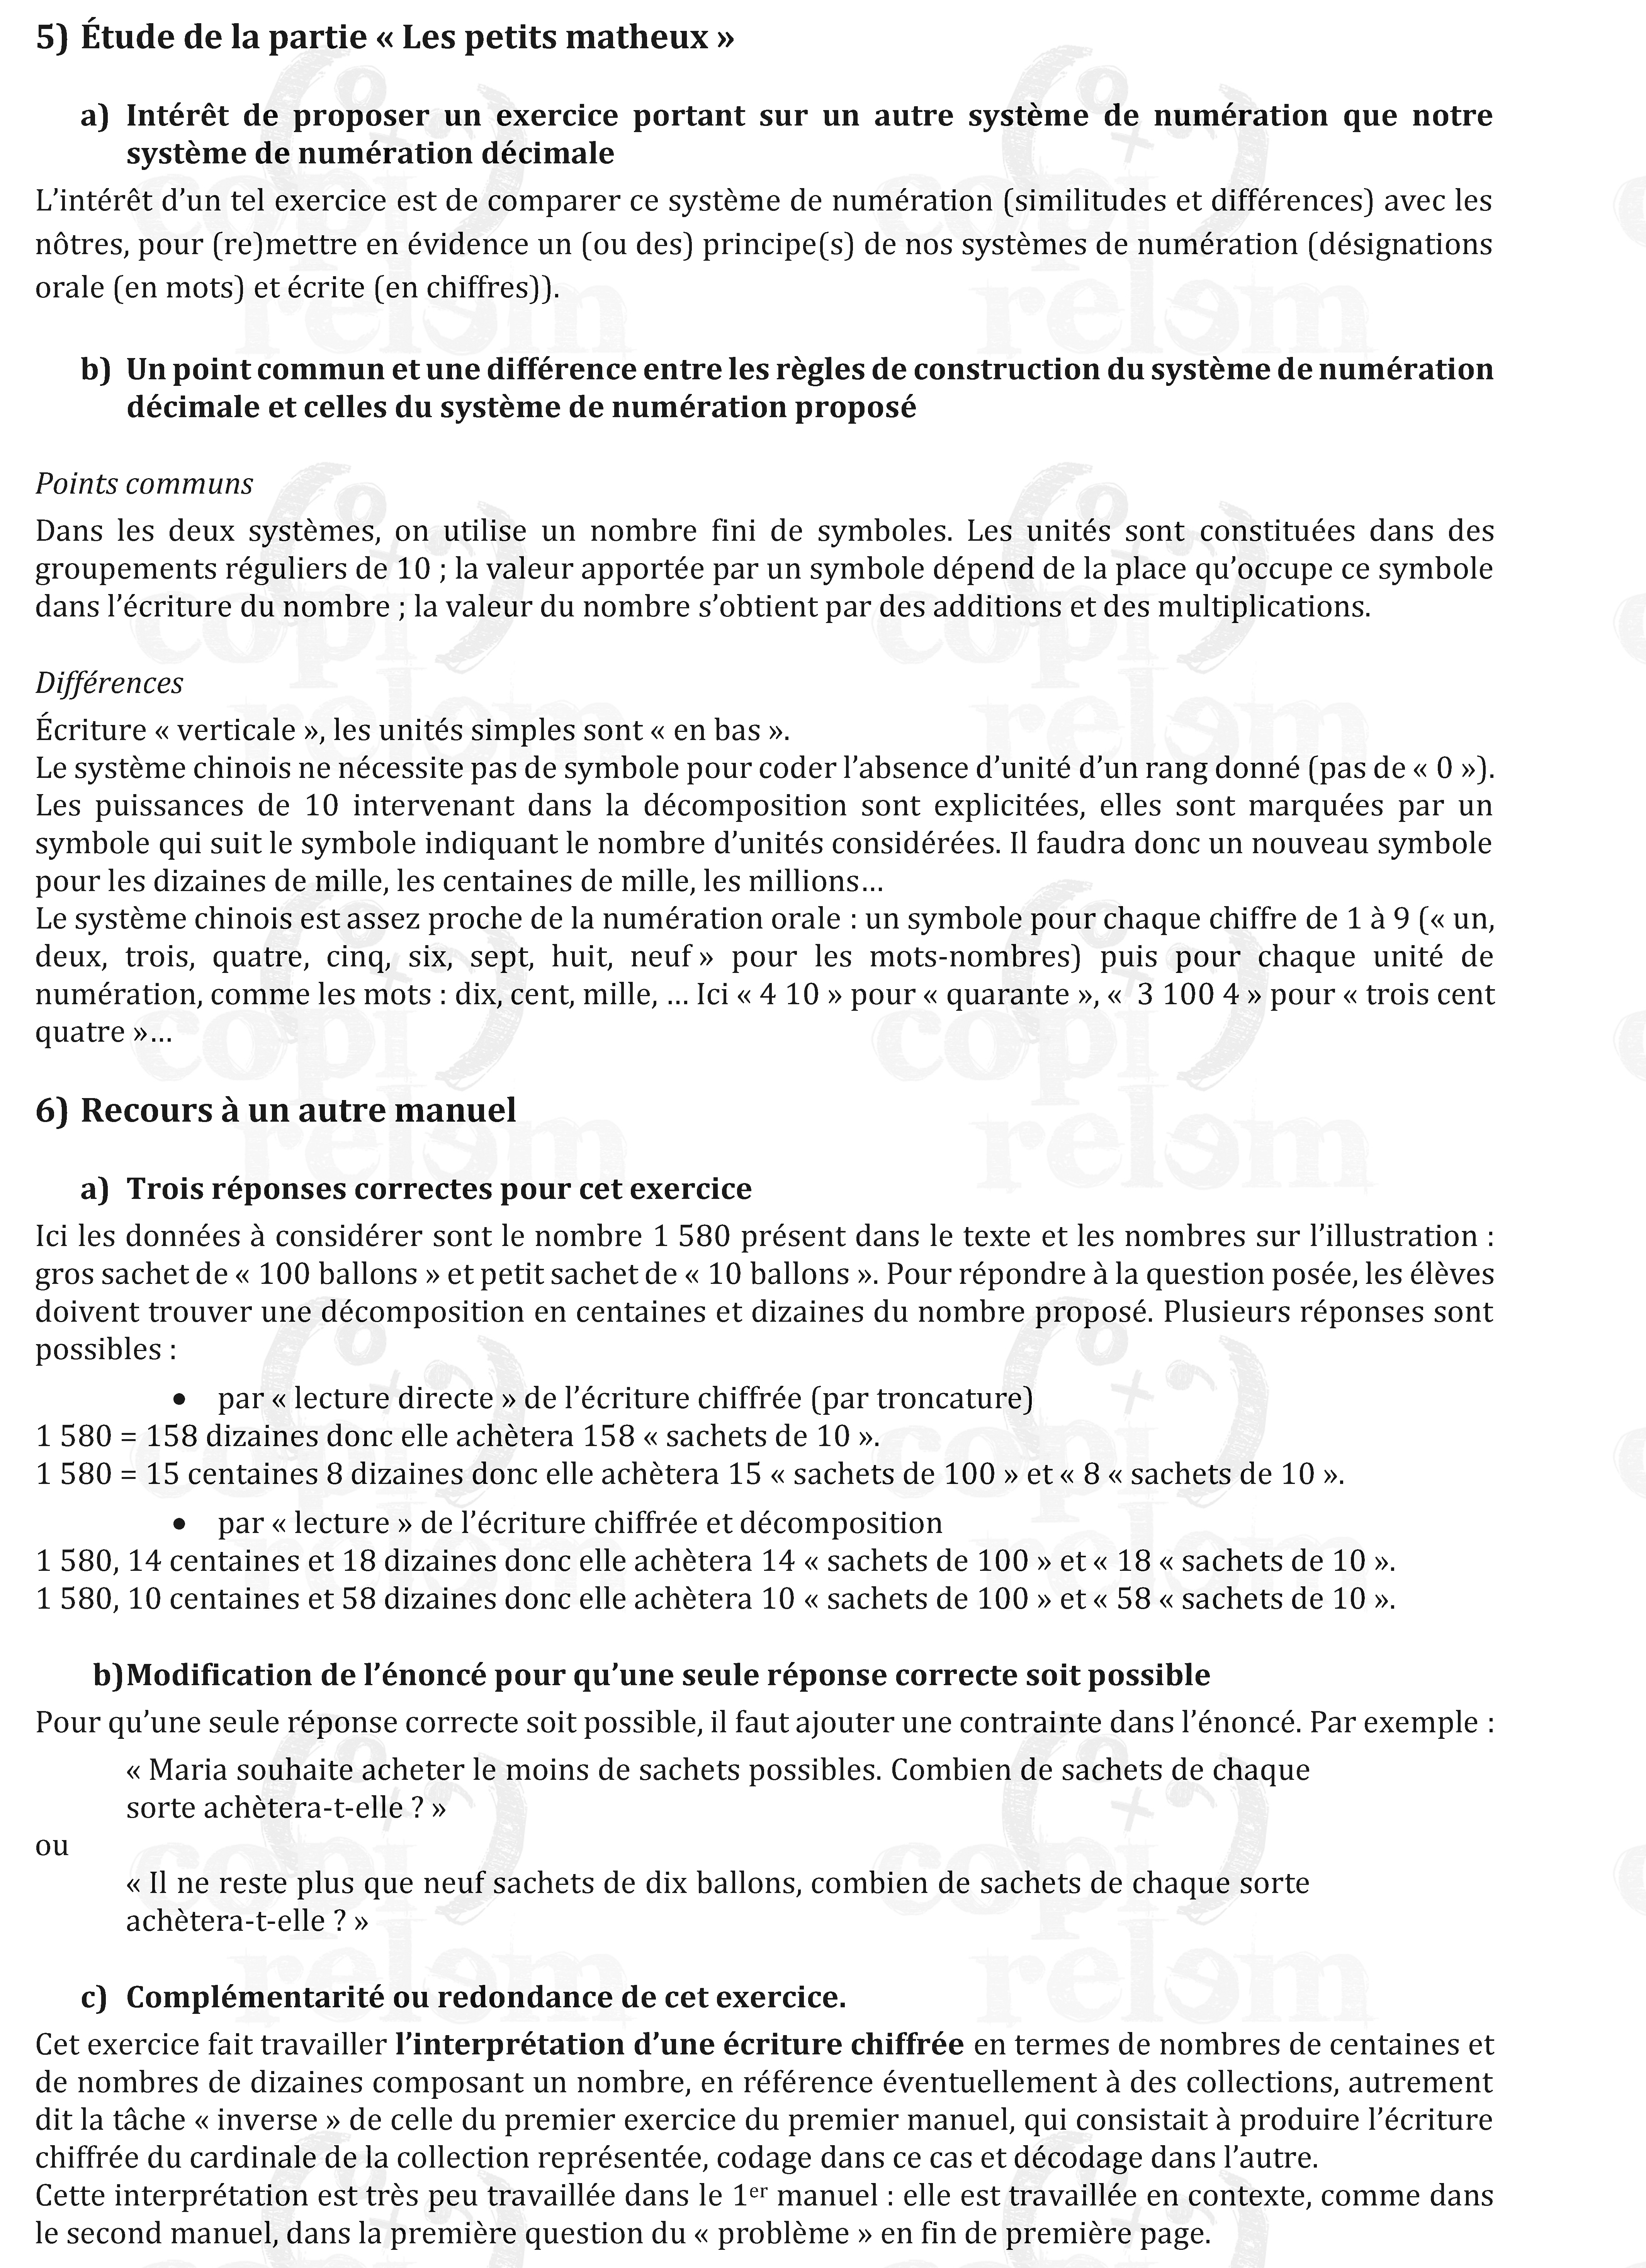 5) Étude de la partie « Les petits matheux »
a) Intérêt de proposer un exercice portant sur un autre système de numération que notre
système de numération décimale
L'intérêt d'un tel exercice est de comparer ce système de numération (similitudes et différences) avec les
nôtres, pour (re)mettre en évidence un (ou des) principe(s) de nos systèmes de numération (désignations
orale (en mots) et écrite (en chiffres)).
b) Un point commun et une différence entre les règles de construction du système de numération
décimale et celles du système de numération proposé
Points communs
Dans les deux systèmes, on utilise un nombre fini de symboles. Les unités sont constituées dans des
groupements réguliers de 10 ; la valeur apportée par un symbole dépend de la place qu'occupe ce symbole
dans l'écriture du nombre ; la valeur du nombre s'obtient par des additions et des multiplications.
Différences
Écriture « verticale », les unités simples sont « en bas ».
Le système chinois ne nécessite pas de symbole pour coder l'absence d'unité d'un rang donné (pas de « 0 »).
Les puissances de 10 intervenant dans la décomposition sont explicitées, elles sont marquées par un
symbole qui suit le symbole indiquant le nombre d'unités considérées. Il faudra donc un nouveau symbole
pour les dizaines de mille, les centaines de mille, les millions…
Le système chinois est assez proche de la numération orale : un symbole pour chaque chiffre de 1 à 9 (« un,
deux, trois, quatre, cinq, six, sept, huit, neuf » pour les mots-nombres) puis pour chaque unité de
numération, comme les mots : dix, cent, mille, … Ici « 4 10 » pour « quarante », « 3 100 4 » pour « trois cent
quatre »…
6) Recours à un autre manuel
a) Trois réponses correctes pour cet exercice
Ici les données à considérer sont le nombre 1 580 présent dans le texte et les nombres sur l'illustration :
gros sachet de « 100 ballons » et petit sachet de « 10 ballons ». Pour répondre à la question posée, les élèves
doivent trouver une décomposition en centaines et dizaines du nombre proposé. Plusieurs réponses sont
possibles :
• par « lecture directe » de l'écriture chiffrée (par troncature)
1 580 = 158 dizaines donc elle achètera 158 « sachets de 10 ».
1 580 = 15 centaines 8 dizaines donc elle achètera 15 « sachets de 100 » et « 8 « sachets de 10 ».
• par « lecture » de l'écriture chiffrée et décomposition
1 580, 14 centaines et 18 dizaines donc elle achètera 14 « sachets de 100 » et « 18 « sachets de 10 ».
1 580, 10 centaines et 58 dizaines donc elle achètera 10 « sachets de 100 » et « 58 « sachets de 10 ».
b) Modification de l'énoncé pour qu'une seule réponse correcte soit possible
Pour qu'une seule réponse correcte soit possible, il faut ajouter une contrainte dans l'énoncé. Par exemple :
« Maria souhaite acheter le moins de sachets possibles. Combien de sachets de chaque
sorte achètera-t-elle ? »
ou
« Il ne reste plus que neuf sachets de dix ballons, combien de sachets de chaque sorte
achètera-t-elle ? »
c) Complémentarité ou redondance de cet exercice.
Cet exercice fait travailler l'interprétation d'une écriture chiffrée en termes de nombres de centaines et
de nombres de dizaines composant un nombre, en référence éventuellement à des collections, autrement
dit la tâche « inverse » de celle du premier exercice du premier manuel, qui consistait à produire l'écriture
chiffrée du cardinale de la collection représentée, codage dans ce cas et décodage dans l'autre.
Cette interprétation est très peu travaillée dans le 1er manuel : elle est travaillée en contexte, comme dans
le second manuel, dans la première question du « problème » en fin de première page.